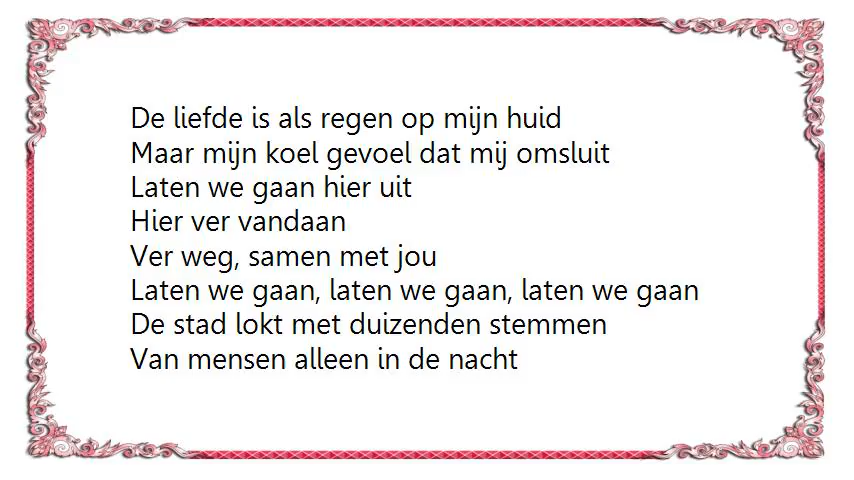 De liefde is als regen op mijn huid
Maar mijn koel gevoel dat mij omsluit
Laten we gaan hier uit
Hier ver vandaan
Ver weg, samen met jou
Laten we gaan, laten we gaan, laten we gaan
De stad lokt met duizenden stemmen
Van mensen alleen in de nacht